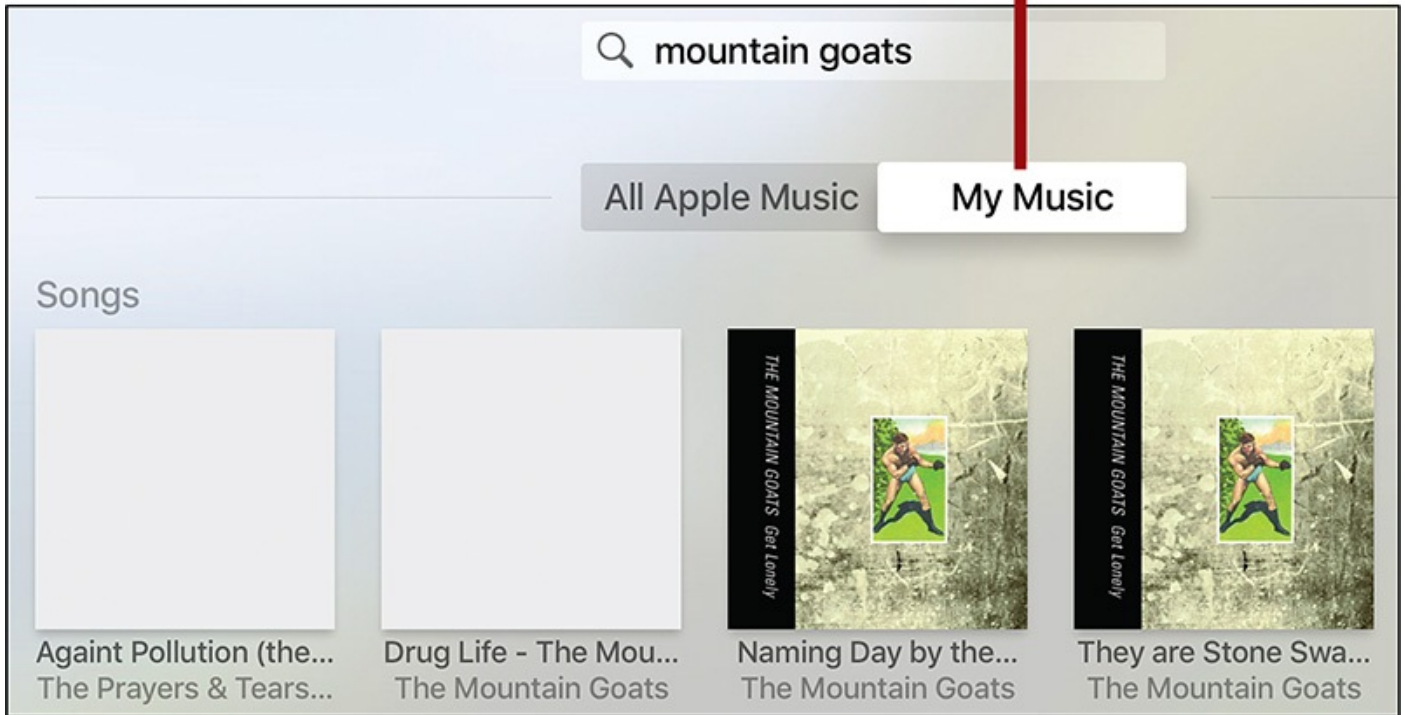 mountain goats
All Apple Music
My Music
Songs
THE MOUNTAIN GOATS Get Lonely
THE MOUNTAIN GOATS Get Lonely
Againt Pollution (the...
Drug Life - The Mou...
Naming Day by the...
They are Stone Swa...
The Prayers & Tears...
The Mountain Goats
The Mountain Goats
The Mountain Goats